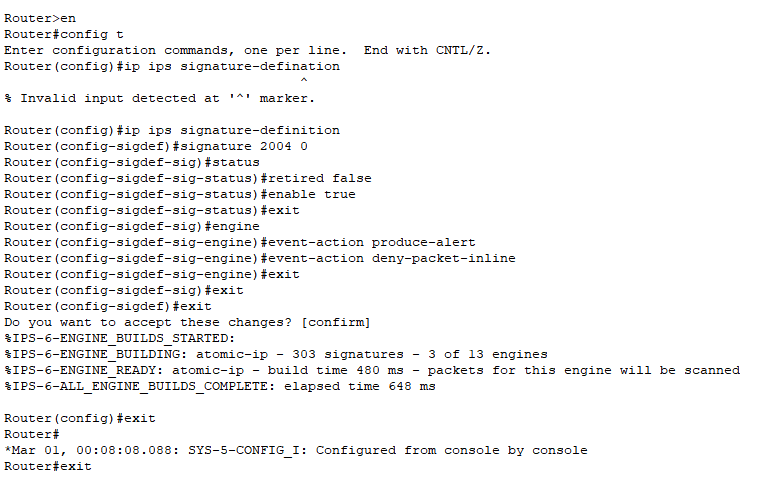 Router>en
Router#config t
Enter configuration commands, one per line.  End with CNTL/Z.
Router(config)#ip ips signature-defination
                                      ^
% Invalid input detected at '^' marker.

Router(config)#ip ips signature-definition
Router(config-sigdef)#signature 2004 0
Router(config-sigdef-sig)#status
Router(config-sigdef-sig-status)#retired false
Router(config-sigdef-sig-status)#enable true
Router(config-sigdef-sig-status)#exit
Router(config-sigdef-sig)#engine
Router(config-sigdef-sig-engine)#event-action produce-alert
Router(config-sigdef-sig-engine)#event-action deny-packet-inline
Router(config-sigdef-sig-engine)#exit
Router(config-sigdef-sig)#exit
Router(config-sigdef)#exit
Do you want to accept these changes? [confirm]
%IPS-6-ENGINE_BUILDS_STARTED:
%IPS-6-ENGINE_BUILDING: atomic-ip - 303 signatures - 3 of 13 engines
%IPS-6-ENGINE_READY: atomic-ip - build time 480 ms - packets for this engine will be scanned
%IPS-6-ALL_ENGINE_BUILDS_COMPLETE: elapsed time 648 ms

Router(config)#exit
Router#
*Mar 01, 00:08:08.088: SYS-5-CONFIG_I: Configured from console by console
Router#exit